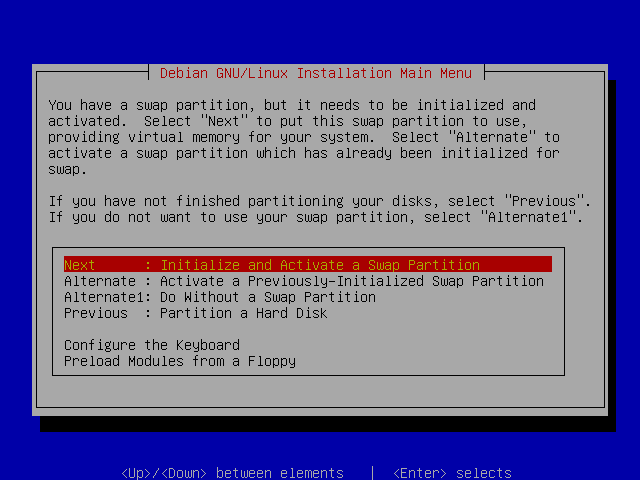 Debian GNU/Linux Installation Main Menu
You have a swap partition, but it needs to be initialized and
activated.  Select "Next" to put this swap partition to use,
providing virtual memory for your system.  Select "Alternate" to
activate a swap partition which has already been initialized for
swap.
If you have not finished partitioning your disks, select "Previous".
If you do not want to use your swap partition, select "Alternate1".
Next      : Initialize and Activate a Swap Partition
Alternate : Activate a Previously-Initialized Swap Partition
Alternate1: Do Without a Swap Partition
Previous  : Partition a Hard Disk
Configure the Keyboard
Preload Modules from a Floppy
<Up>/<Down> between elements   |  <Enter> selects